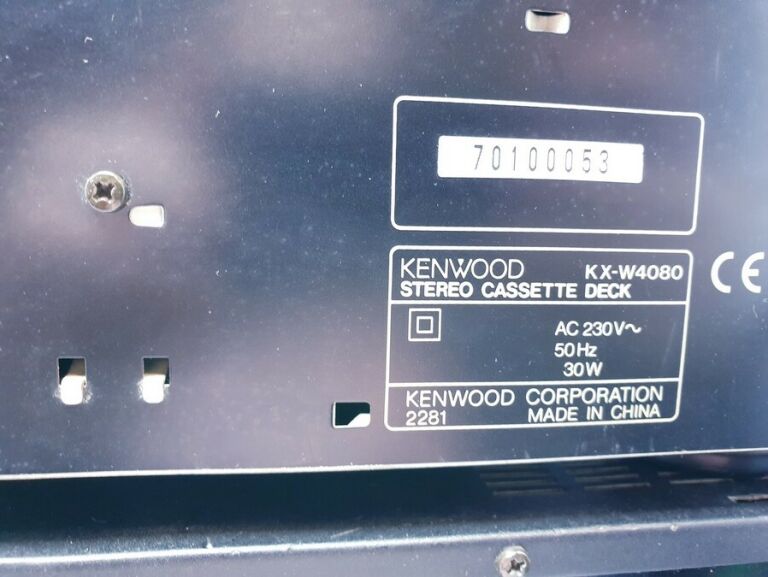 70100053
KENWOOD KX-W4080
STEREO CASSETTE DECK
AC 230V~
50Hz
30W
KENWOOD CORPORATION
2281 MADE IN CHINA
CE